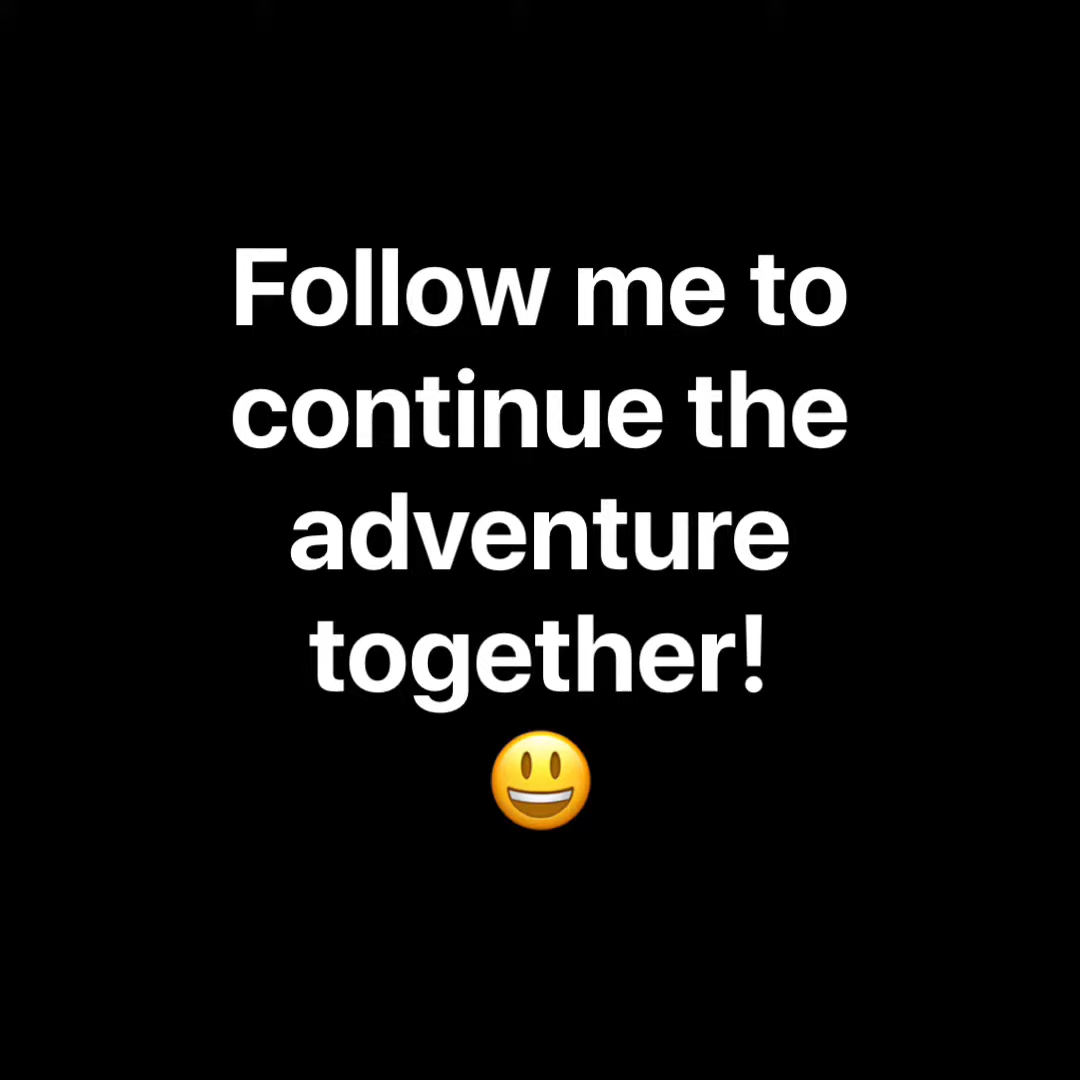 Follow me to
continue the
adventure
together!
😃